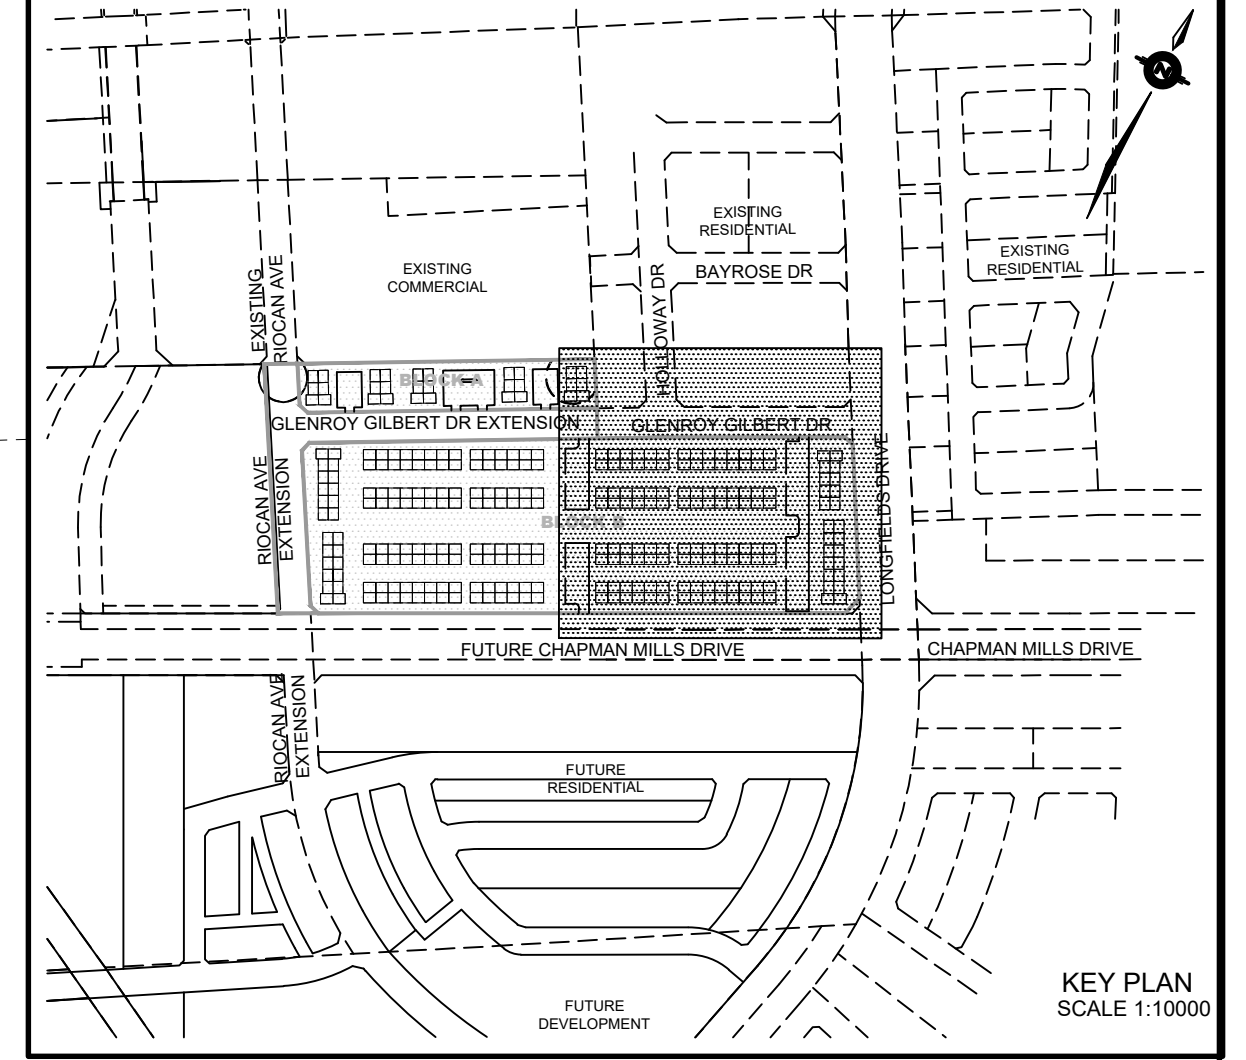 N
EXISTING
RESIDENTIAL
EXISTING
RESIDENTIAL
EXISTING
COMMERCIAL
BAYROSE DR
HOLLOWAY DR
EXISTING
RIOCAN AVE
BLOCK A
GLENROY GILBERT DR EXTENSION
GLENROY GILBERT DR
RIOCAN AVE
EXTENSION
BLOCK B
LONGFIELDS DRIVE
FUTURE CHAPMAN MILLS DRIVE
CHAPMAN MILLS DRIVE
RIOCAN AVE
EXTENSION
FUTURE
RESIDENTIAL
FUTURE
DEVELOPMENT
KEY PLAN
SCALE 1:10000